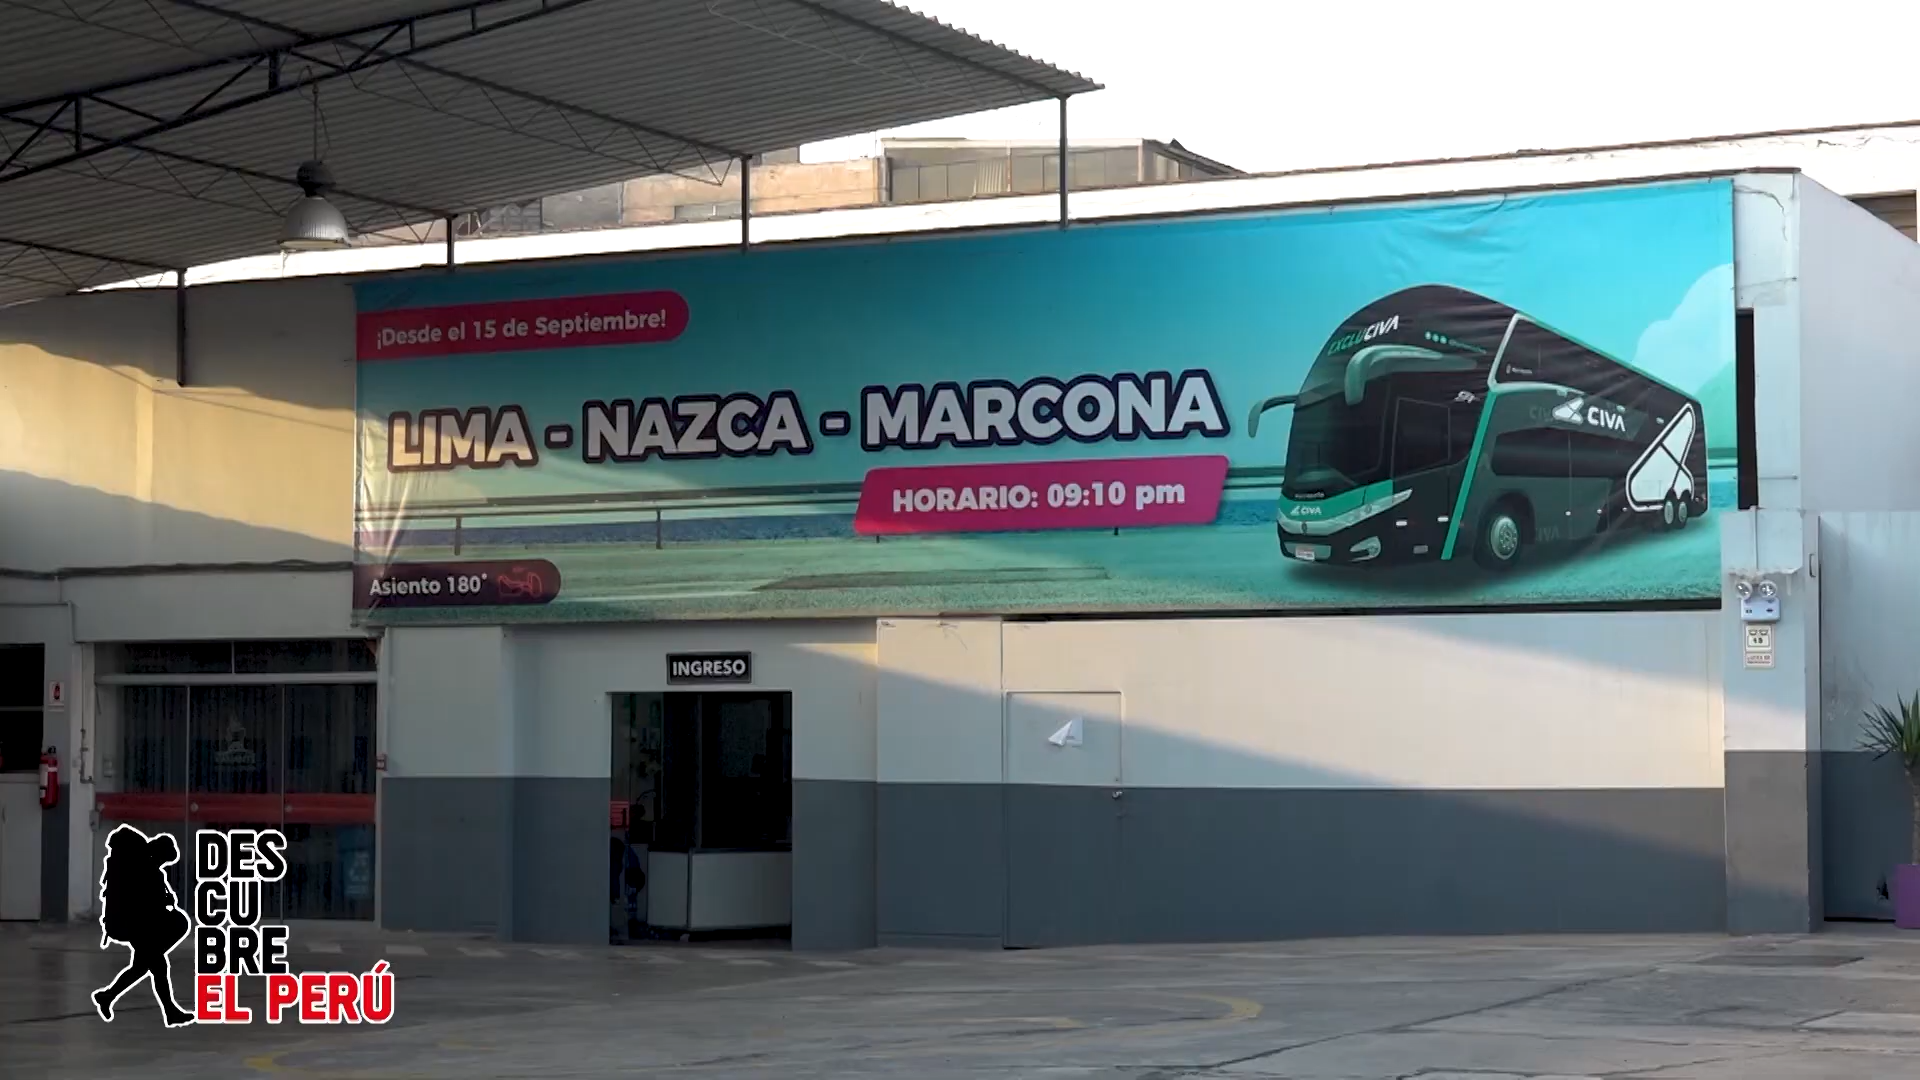 ¡Desde el 15 de Septiembre!
LIMA - NAZCA - MARCONA
HORARIO: 09:10 pm
Asiento 180°
EXCLUCIVA
CIVA
CIVA
INGRESO
DES
CU
BRE
EL PERÚ